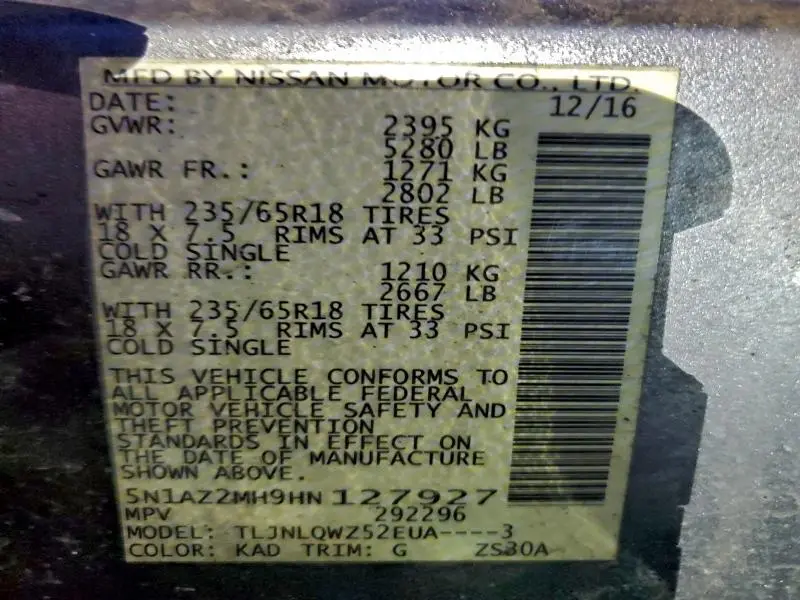 MFD BY NISSAN MOTOR CO., LTD.
DATE: 12/16
GVWR: 2395 KG
5280 LB
GAWR FR.: 1271 KG
2802 LB
WITH 235/65R18 TIRES
18 X 7.5 RIMS AT 33 PSI
COLD SINGLE
GAWR RR.: 1210 KG
2667 LB
WITH 235/65R18 TIRES
18 X 7.5 RIMS AT 33 PSI
COLD SINGLE
THIS VEHICLE CONFORMS TO
ALL APPLICABLE FEDERAL
MOTOR VEHICLE SAFETY AND
THEFT PREVENTION
STANDARDS IN EFFECT ON
THE DATE OF MANUFACTURE
SHOWN ABOVE.
5N1AZ2MH9HN127927
MPV 292296
MODEL: TLJNLQWZ52EUA----3
COLOR: KAD TRIM: G ZS30A